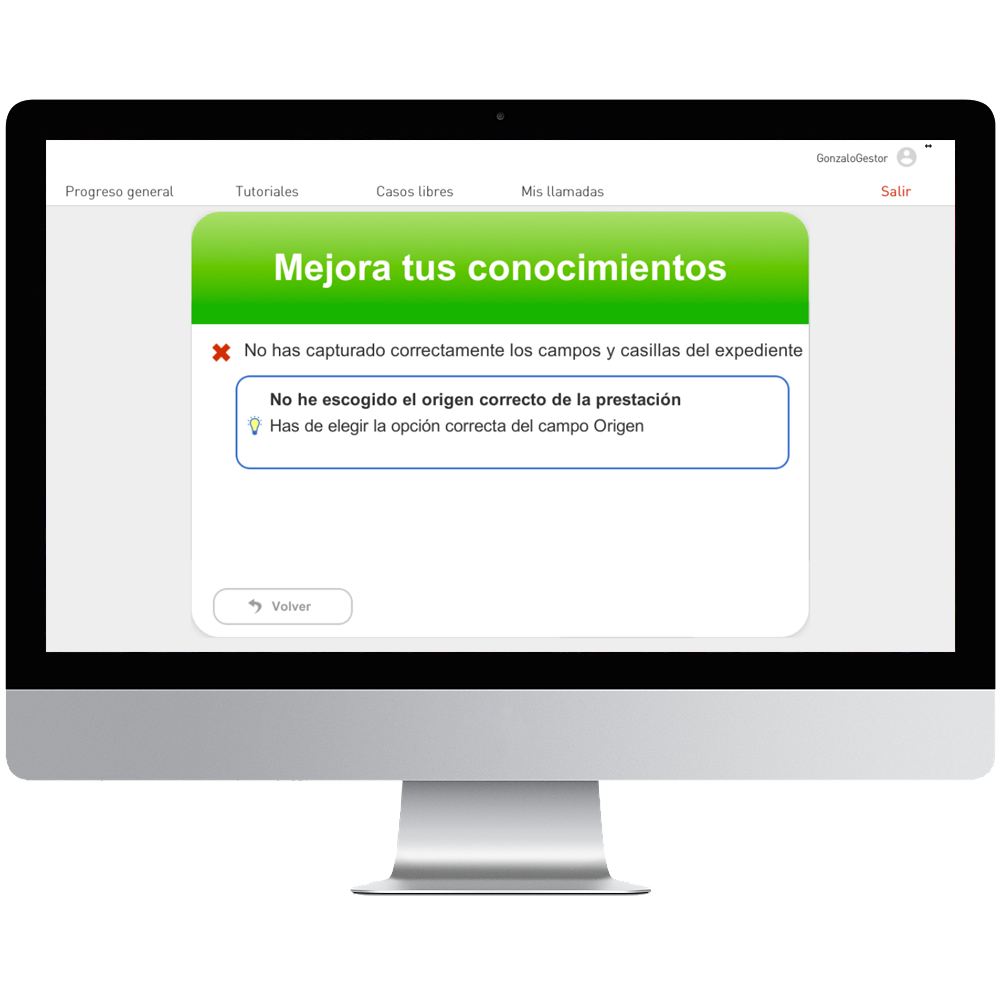 GonzaloGestor
Progreso general
Tutoriales
Casos libres
Mis llamadas
Salir
Mejora tus conocimientos
No has capturado correctamente los campos y casillas del expediente
No he escogido el origen correcto de la prestación
Has de elegir la opción correcta del campo Origen
Volver